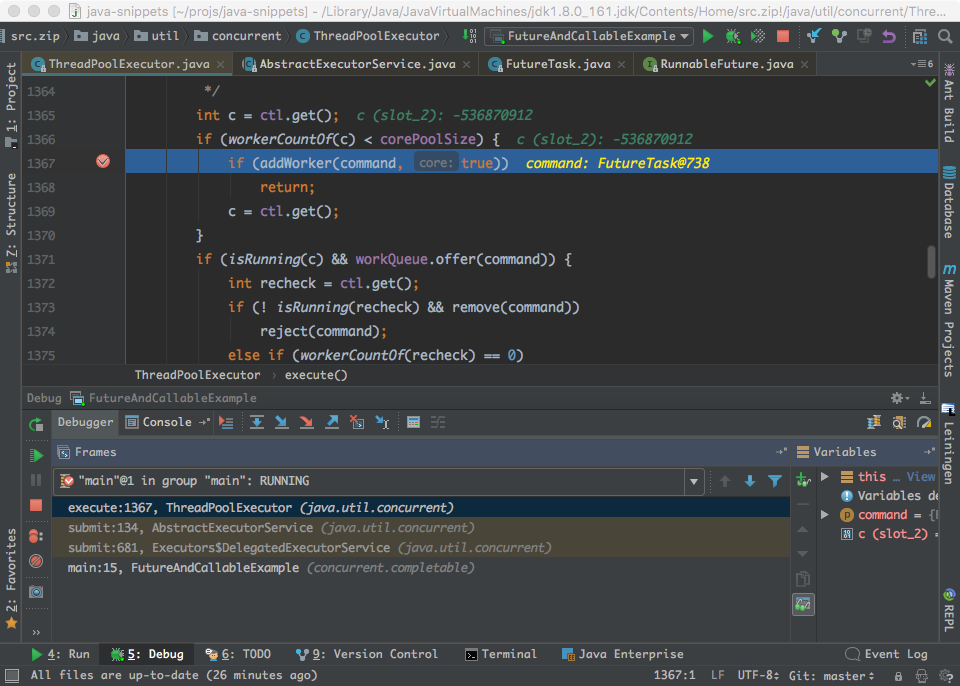 java-snippets [~/projs/java-snippets] - /Library/Java/JavaVirtualMachines/jdk1.8.0_161.jdk/Contents/Home/src.zip!/java/util/concurrent/Thre...
src.zip java util concurrent ThreadPoolExecutor FutureAndCallableExample
ThreadPoolExecutor.java AbstractExecutorService.java FutureTask.java RunnableFuture.java 6
1: Project
Z: Structure
2: Favorites
1364 */
1365 int c = ctl.get(); c (slot_2): -536870912
1366 if (workerCountOf(c) < corePoolSize) { c (slot_2): -536870912
1367 if (addWorker(command, core: true)) command: FutureTask@738
1368 return;
1369 c = ctl.get();
1370 }
1371 if (isRunning(c) && workQueue.offer(command)) {
1372 int recheck = ctl.get();
1373 if (! isRunning(recheck) && remove(command))
1374 reject(command);
1375 else if (workerCountOf(recheck) == 0)
ThreadPoolExecutor › execute()
Ant Build
Database
Maven Projects
Leiningen
REPL
Debug FutureAndCallableExample
Debugger Console
Frames
Variables
"main"@1 in group "main": RUNNING
execute:1367, ThreadPoolExecutor (java.util.concurrent)
submit:134, AbstractExecutorService (java.util.concurrent)
submit:681, Executors$DelegatedExecutorService (java.util.concurrent)
main:15, FutureAndCallableExample (concurrent.completable)
this … View
Variables de
command = {
c (slot_2) =
4: Run 5: Debug 6: TODO 9: Version Control Terminal Java Enterprise Event Log
All files are up-to-date (26 minutes ago) 1367:1 LF UTF-8 Git: master